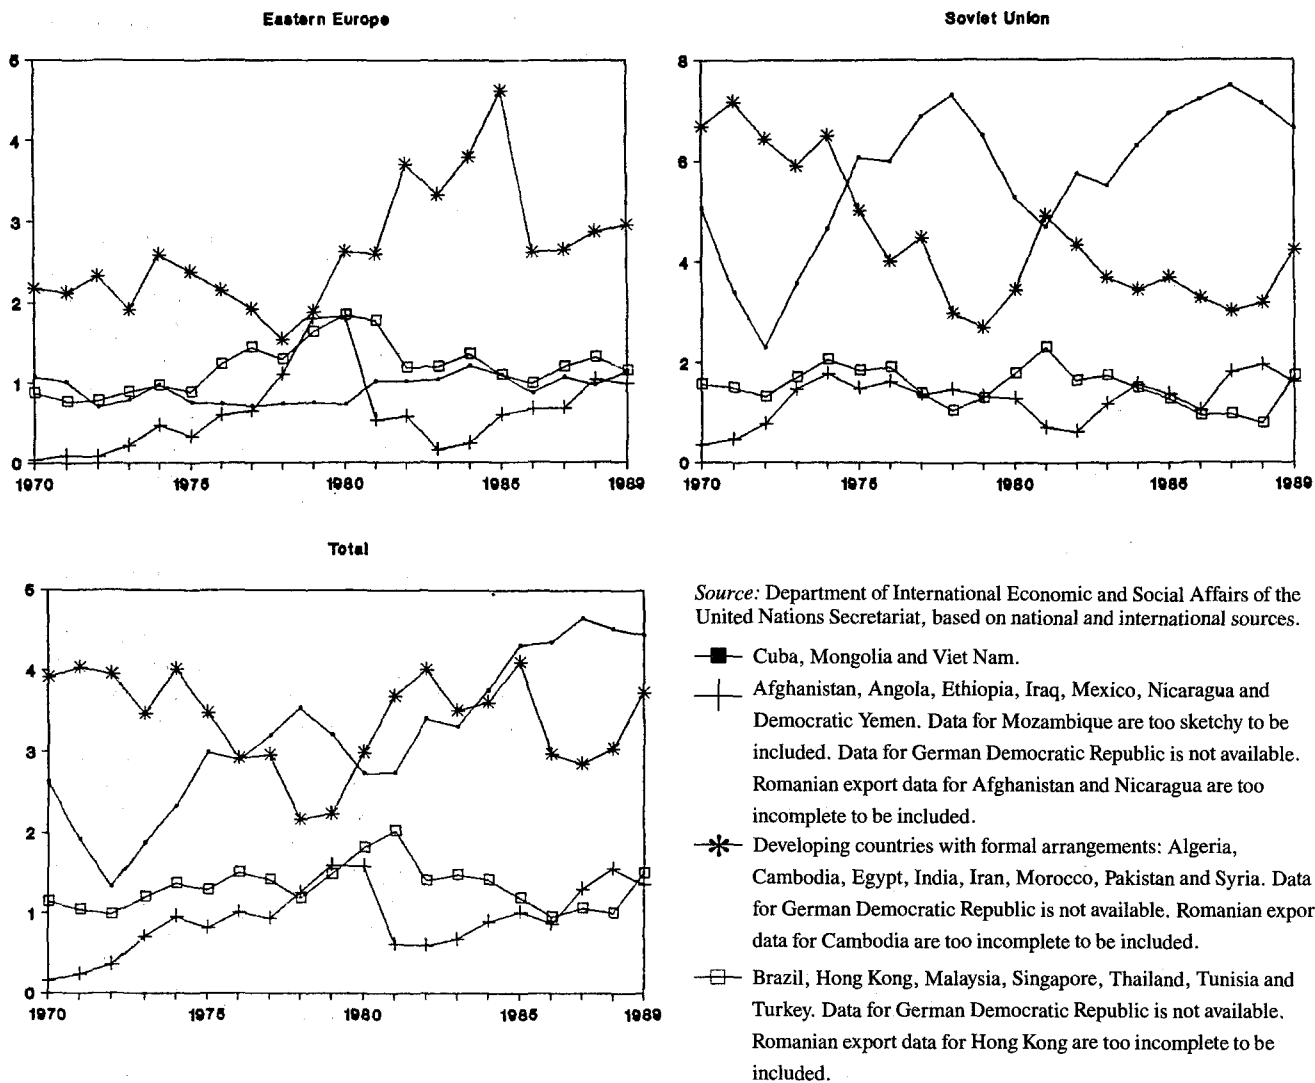 Eastern Europe
5
4
3
2
1
0
1970 1975 1980 1985 1989
Soviet Union
8
6
4
2
0
1970 1975 1980 1985 1989
Total
5
4
3
2
1
0
1970 1975 1980 1985 1989
Source: Department of International Economic and Social Affairs of the
United Nations Secretariat, based on national and international sources.
Cuba, Mongolia and Viet Nam.
Afghanistan, Angola, Ethiopia, Iraq, Mexico, Nicaragua and
Democratic Yemen. Data for Mozambique are too sketchy to be
included. Data for German Democratic Republic is not available.
Romanian export data for Afghanistan and Nicaragua are too
incomplete to be included.
Developing countries with formal arrangements: Algeria,
Cambodia, Egypt, India, Iran, Morocco, Pakistan and Syria. Data
for German Democratic Republic is not available. Romanian expor
data for Cambodia are too incomplete to be included.
Brazil, Hong Kong, Malaysia, Singapore, Thailand, Tunisia and
Turkey. Data for German Democratic Republic is not available.
Romanian export data for Hong Kong are too incomplete to be
included.